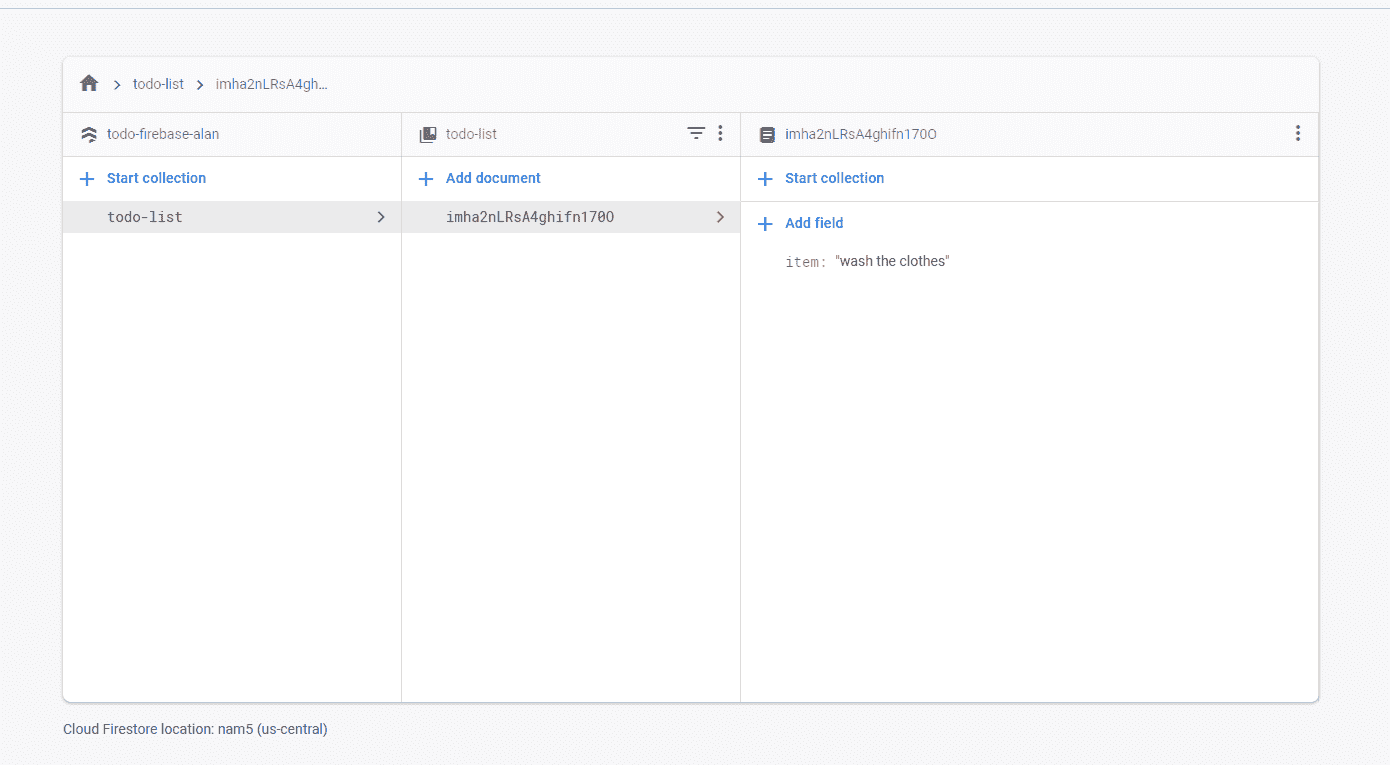 todo-list
imha2nLRsA4gh...
todo-firebase-alan
todo-list
imha2nLRsA4ghifn170O
Start collection
Add document
Start collection
todo-list
imha2nLRsA4ghifn170O
Add field
item: "wash the clothes"
Cloud Firestore location: nam5 (us-central)